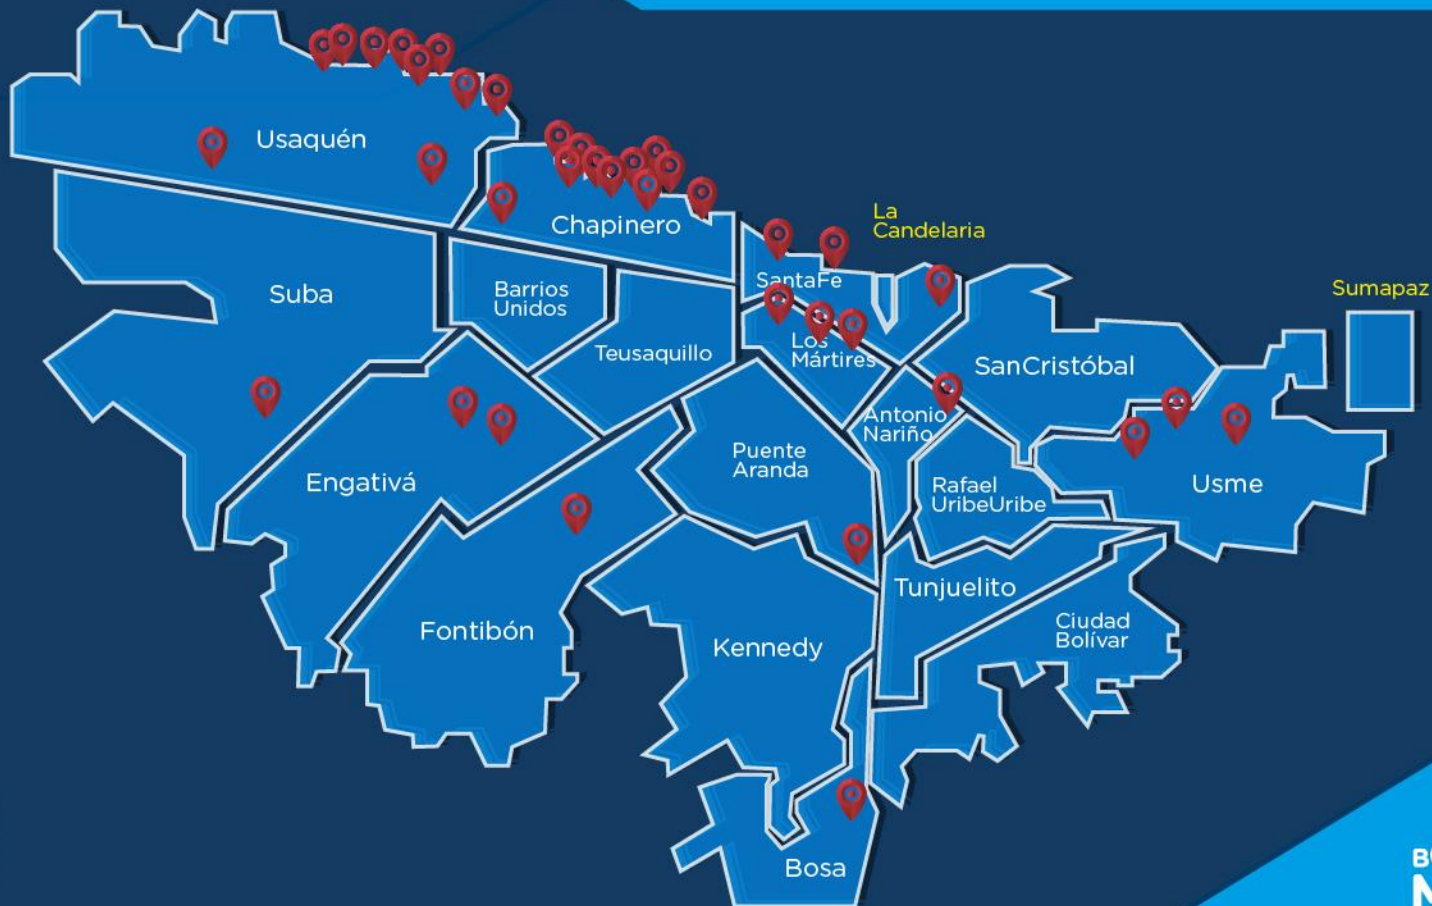 Usaquén
La
Candelaria
Chapinero
SantaFe
Sumapaz
Suba
Barrios
Unidos
Teusaquillo
Los
Mártires
SanCristóbal
Antonio
Nariño
Puente
Aranda
Engativá
Rafael
UribeUribe
Usme
Tunjuelito
Fontibón
Ciudad
Bolívar
Kennedy
Bosa